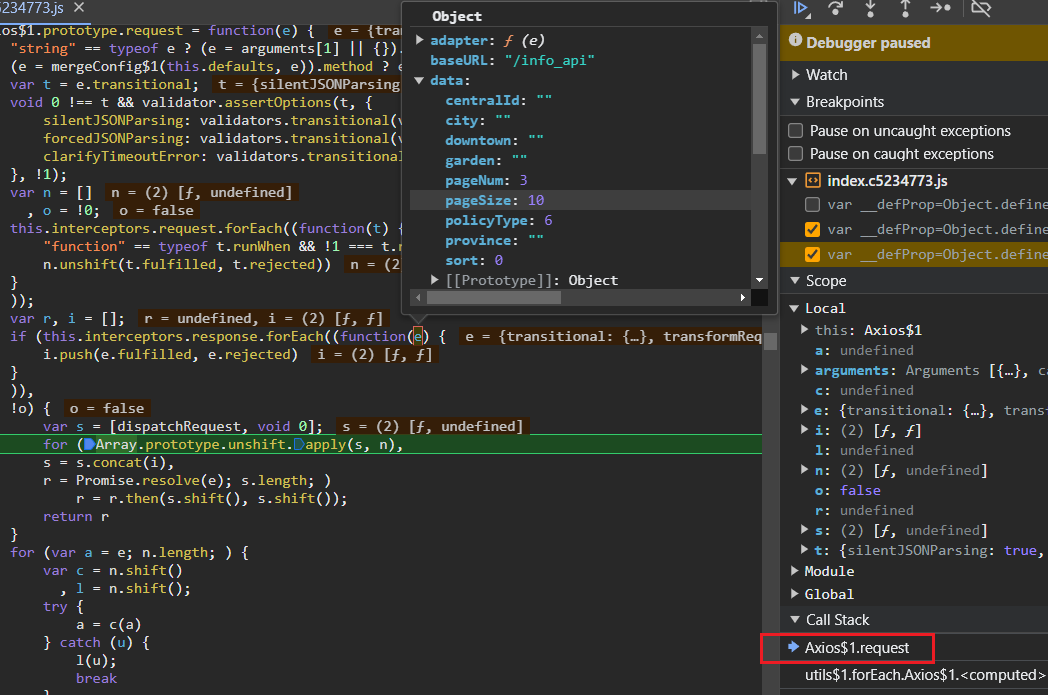 5234773.js ×
os$1.prototype.request = function(e) { e = {tran
"string" == typeof e ? (e = arguments[1] || {}).
(e = mergeConfig$1(this.defaults, e)).method ? e
var t = e.transitional; t = {silentJSONParsing
void 0 !== t && validator.assertOptions(t, {
silentJSONParsing: validators.transitional(v
forcedJSONParsing: validators.transitional(v
clarifyTimeoutError: validators.transitional
}, !1);
var n = [] n = (2) [ƒ, undefined]
, o = !0; o = false
this.interceptors.request.forEach((function(t) {
"function" == typeof t.runWhen && !1 === t.r
n.unshift(t.fulfilled, t.rejected)) n = (2
}
));
var r, i = []; r = undefined, i = (2) [ƒ, ƒ]
if (this.interceptors.response.forEach((function(e) { e = {transitional: {…}, transformReq
i.push(e.fulfilled, e.rejected) i = (2) [ƒ, ƒ]
}
)),
!o) { o = false
var s = [dispatchRequest, void 0]; s = (2) [ƒ, undefined]
for (Array.prototype.unshift.apply(s, n),
s = s.concat(i),
r = Promise.resolve(e); s.length; )
r = r.then(s.shift(), s.shift());
return r
}
for (var a = e; n.length; ) {
var c = n.shift()
, l = n.shift();
try {
a = c(a)
} catch (u) {
l(u);
break
Object
adapter: ƒ (e)
baseURL: "/info_api"
data:
centralId: ""
city: ""
downtown: ""
garden: ""
pageNum: 3
pageSize: 10
policyType: 6
province: ""
sort: 0
[[Prototype]]: Object
Debugger paused
Watch
Breakpoints
Pause on uncaught exceptions
Pause on caught exceptions
index.c5234773.js
var __defProp=Object.define
var __defProp=Object.define
var __defProp=Object.define
Scope
Local
this: Axios$1
a: undefined
arguments: Arguments [{…}, ca
c: undefined
e: {transitional: {…}, trans
i: (2) [ƒ, ƒ]
l: undefined
n: (2) [ƒ, undefined]
o: false
r: undefined
s: (2) [ƒ, undefined]
t: {silentJSONParsing: true,
Module
Global
Call Stack
Axios$1.request
utils$1.forEach.Axios$1.<computed>